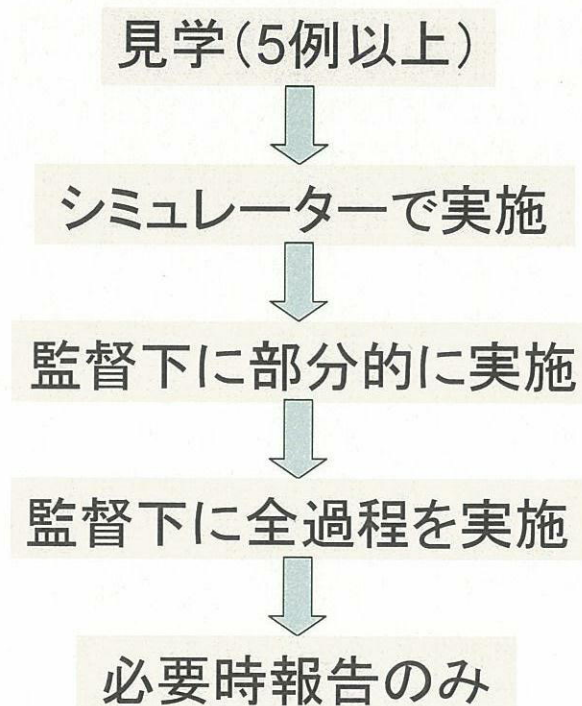 見学(5例以上)
シミュレーターで実施
監督下に部分的に実施
監督下に全過程を実施
必要時報告のみ